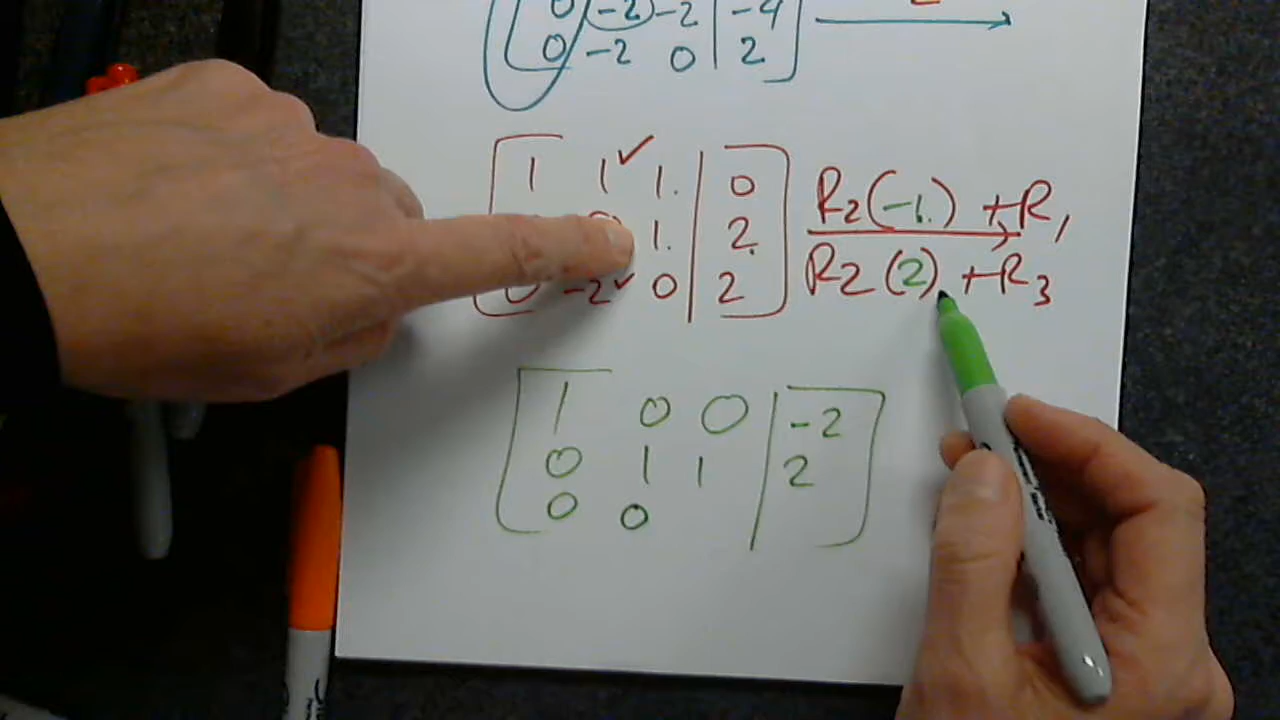 0 -2 -2 | -4
0 -2 0 | 2
1 1 ✓ 1. | 0 R2(-1.) + R1
1. | 2.
0 -2 ✓ 0 | 2 R2 (2) + R3
1 0 0 | -2
0 1 1 | 2
0 0